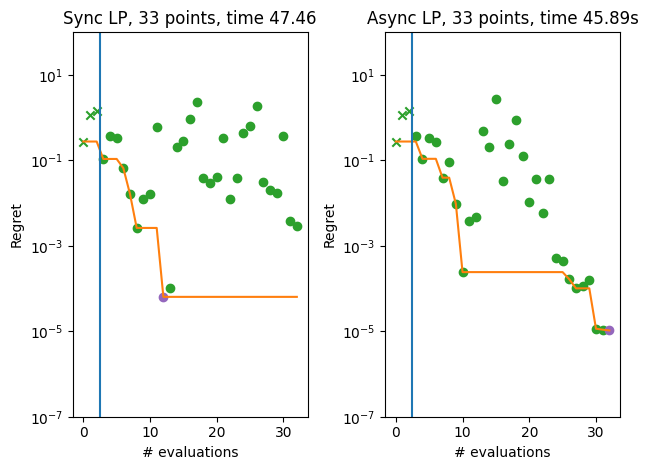 Sync LP, 33 points, time 47.46
Async LP, 33 points, time 45.89s
Regret
10^1
10^-1
10^-3
10^-5
10^-7
0 10 20 30
# evaluations
Regret
10^1
10^-1
10^-3
10^-5
10^-7
0 10 20 30
# evaluations